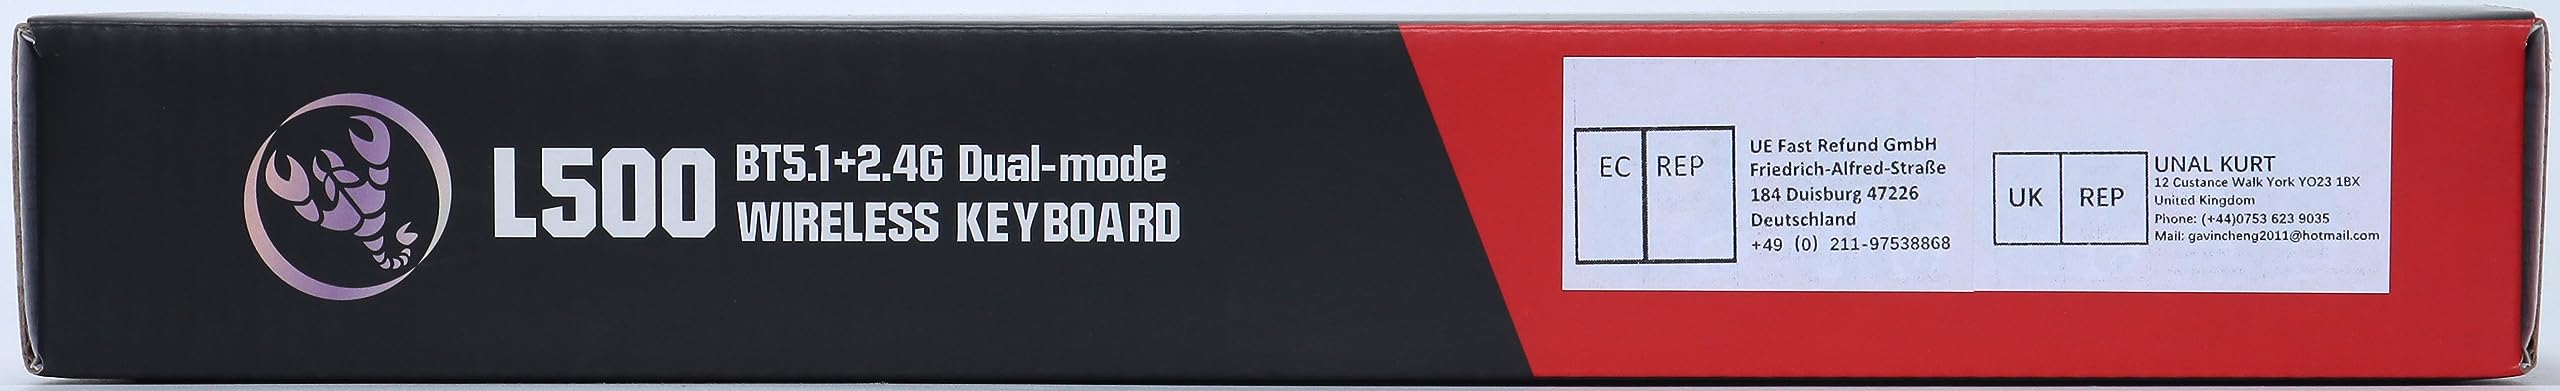 L500
BT5.1+2.4G Dual-mode
WIRELESS KEYBOARD
EC REP
UE Fast Refund GmbH
Friedrich-Alfred-Straße
184 Duisburg 47226
Deutschland
+49 (0) 211-97538868
UK REP
UNAL KURT
12 Custance Walk York YO23 1BX
United Kingdom
Phone: (+44)0753 623 9035
Mail: gavincheng2011@hotmail.com